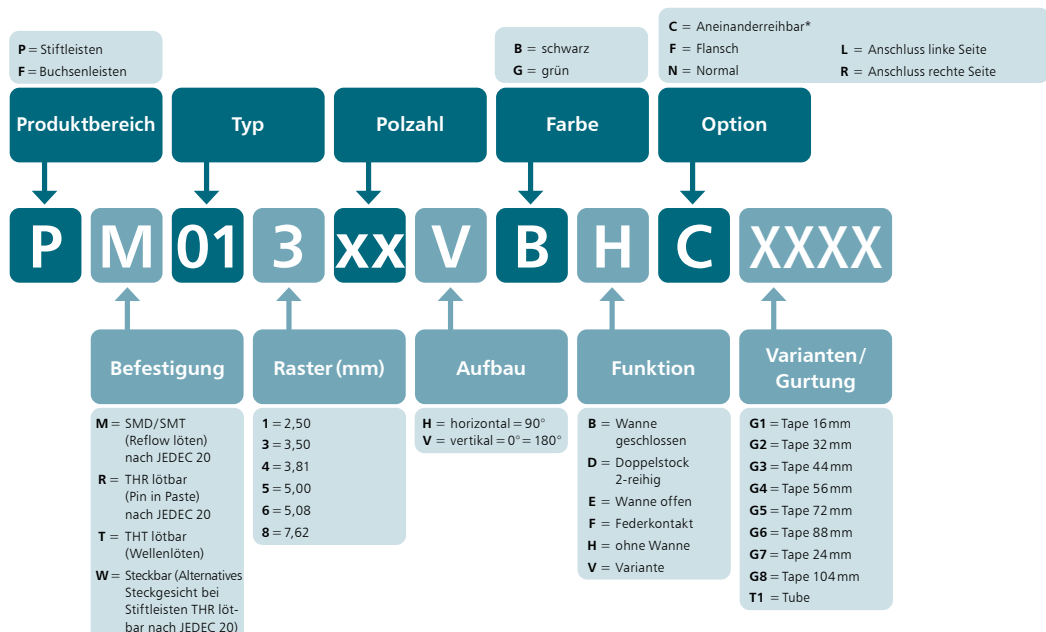 P = Stiftleisten
F = Buchsenleisten
B = schwarz
G = grün
C = Aneinanderreihbar*
F = Flansch
N = Normal
L = Anschluss linke Seite
R = Anschluss rechte Seite
Produktbereich
Typ
Polzahl
Farbe
Option
P M 01 3 xx V B H C XXXX
Befestigung
Raster (mm)
Aufbau
Funktion
Varianten/
Gurtung
M = SMD/SMT
(Reflow löten)
nach JEDEC 20
R = THR lötbar
(Pin in Paste)
nach JEDEC 20
T = THT lötbar
(Wellenlöten)
W = Steckbar (Alternatives
Steckgesicht bei
Stiftleisten THR löt-
bar nach JEDEC 20)
1 = 2,50
3 = 3,50
4 = 3,81
5 = 5,00
6 = 5,08
8 = 7,62
H = horizontal = 90°
V = vertikal = 0° = 180°
B = Wanne
geschlossen
D = Doppelstock
2-reihig
E = Wanne offen
F = Federkontakt
H = ohne Wanne
V = Variante
G1 = Tape 16 mm
G2 = Tape 32 mm
G3 = Tape 44 mm
G4 = Tape 56 mm
G5 = Tape 72 mm
G6 = Tape 88 mm
G7 = Tape 24 mm
G8 = Tape 104 mm
T1 = Tube